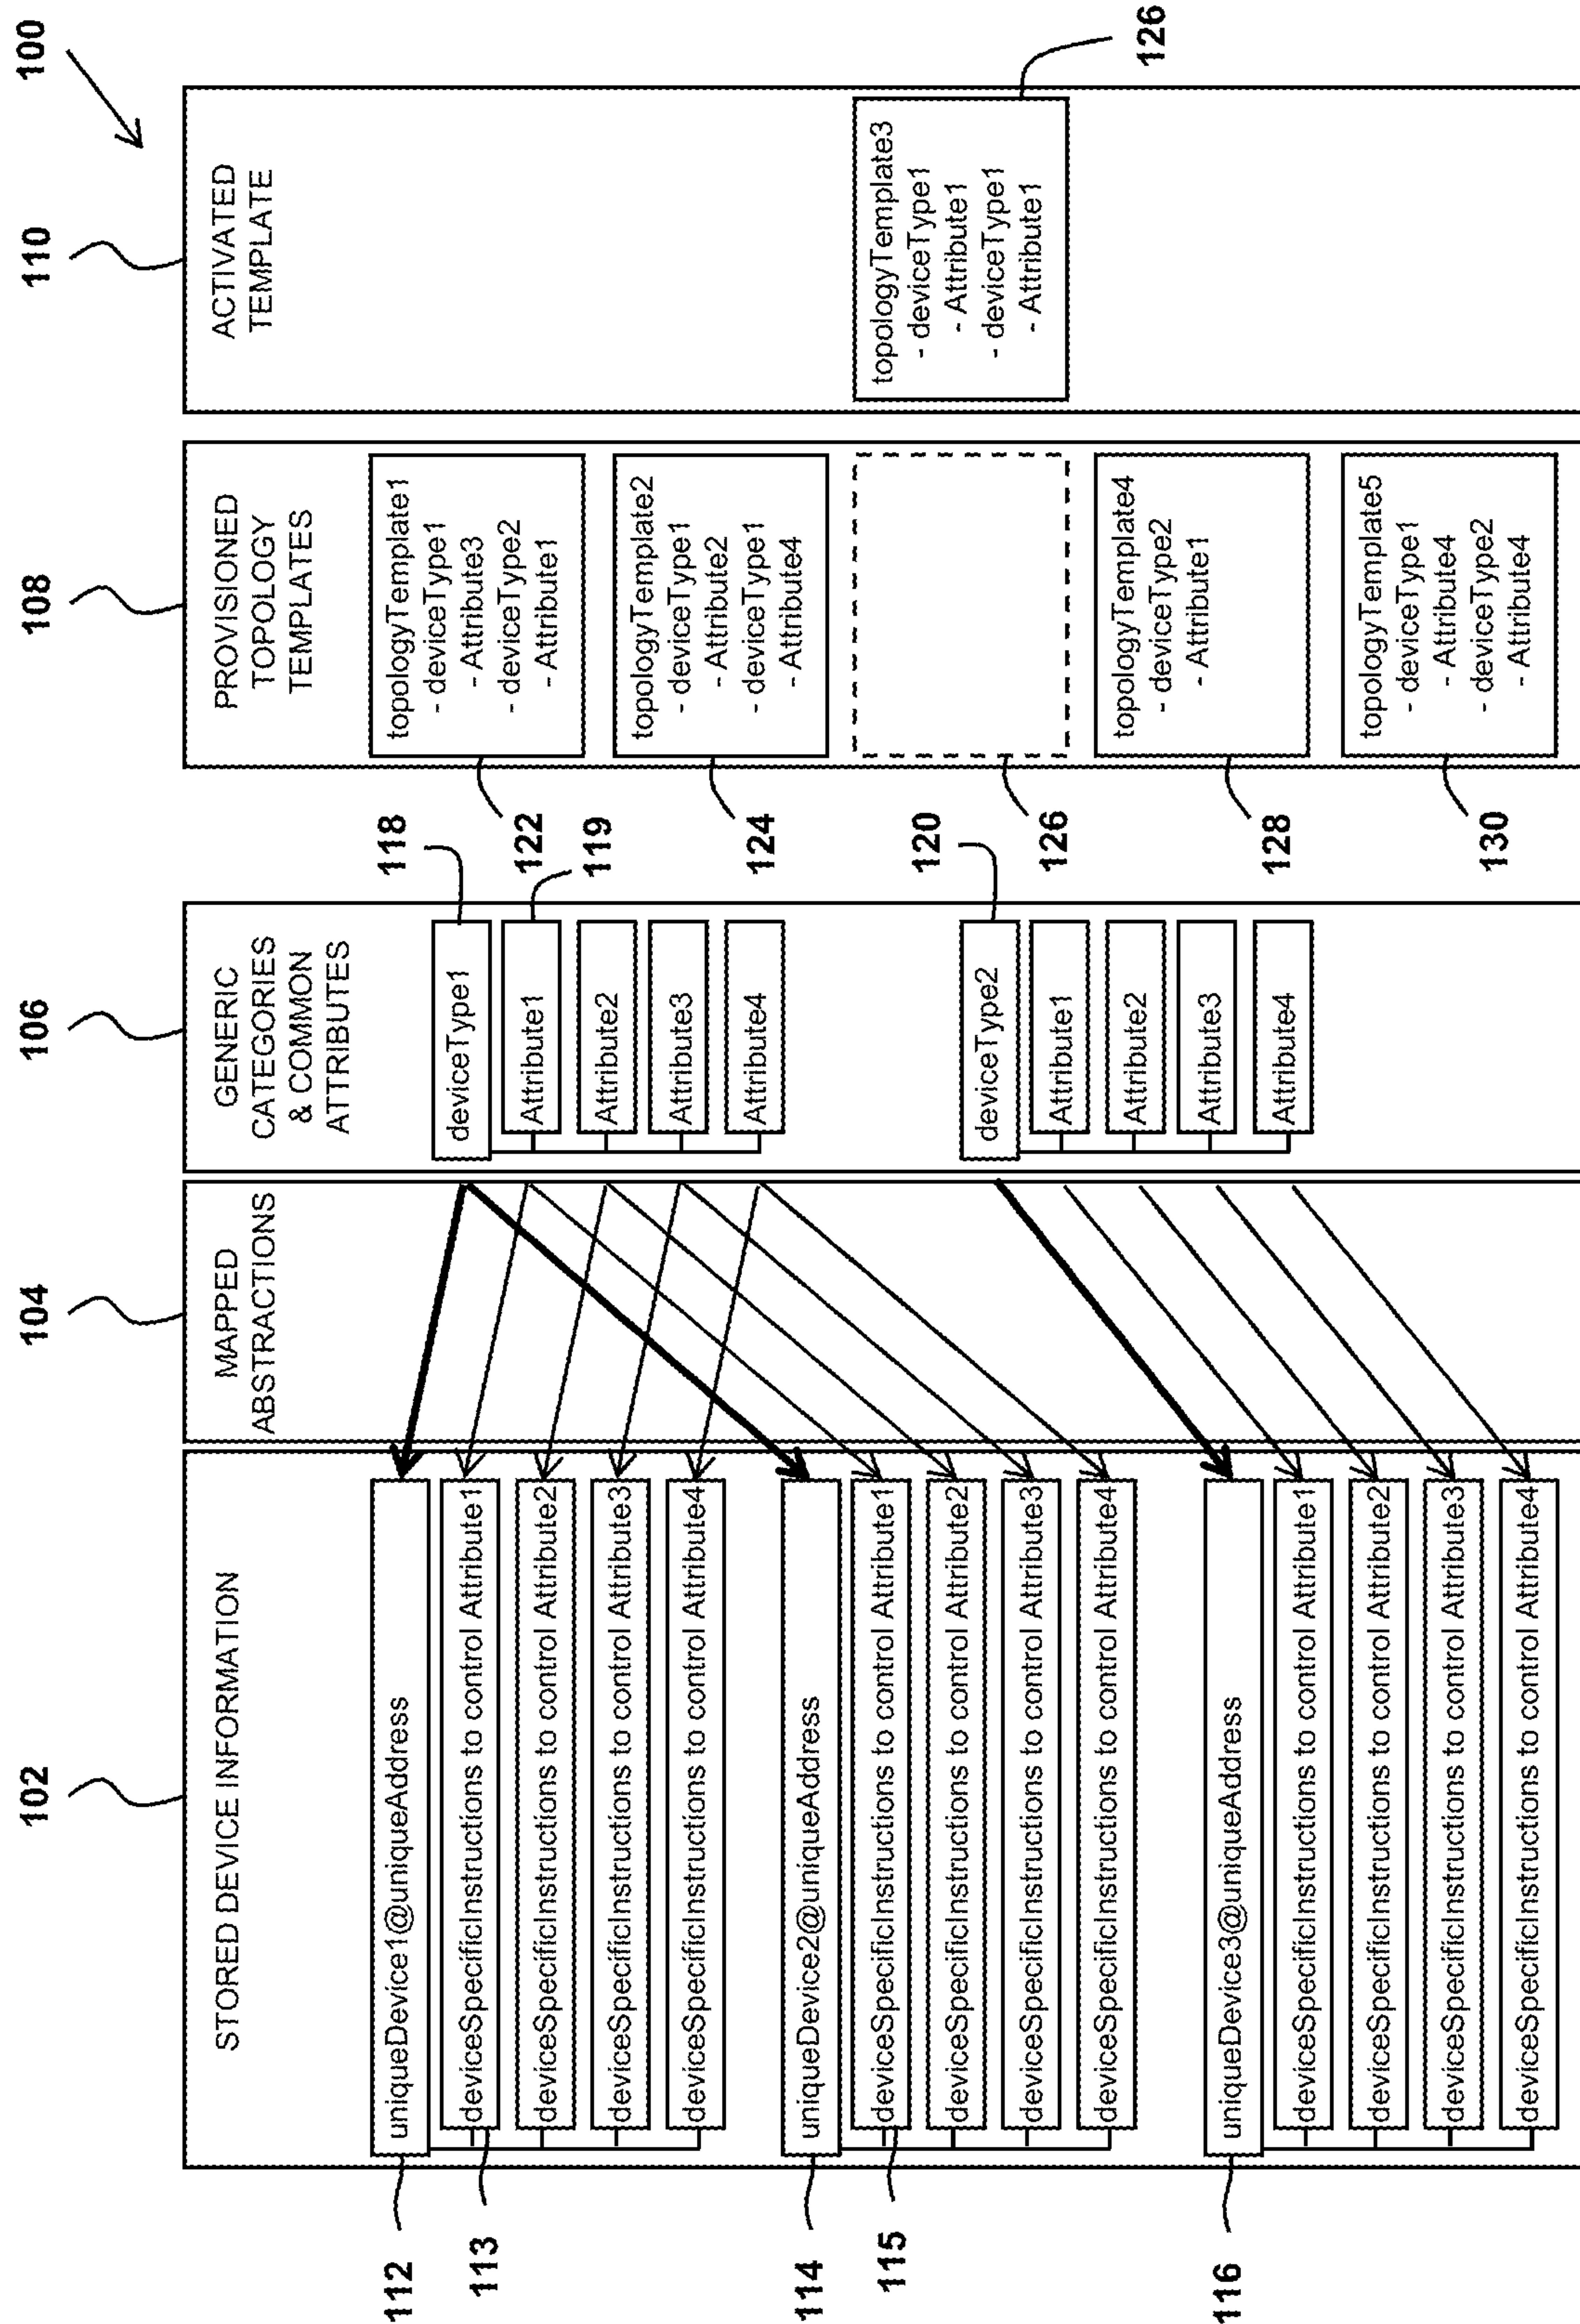 100
102
104
106
108
110
STORED DEVICE INFORMATION
uniqueDevice1@uniqueAddress
deviceSpecificInstructions to control Attribute1
deviceSpecificInstructions to control Attribute2
deviceSpecificInstructions to control Attribute3
deviceSpecificInstructions to control Attribute4
uniqueDevice2@uniqueAddress
deviceSpecificInstructions to control Attribute1
deviceSpecificInstructions to control Attribute2
deviceSpecificInstructions to control Attribute3
deviceSpecificInstructions to control Attribute4
uniqueDevice3@uniqueAddress
deviceSpecificInstructions to control Attribute1
deviceSpecificInstructions to control Attribute2
deviceSpecificInstructions to control Attribute3
deviceSpecificInstructions to control Attribute4
112
113
114
115
116
MAPPED
ABSTRACTIONS
GENERIC
CATEGORIES
& COMMON
ATTRIBUTES
deviceType1
Attribute1
Attribute2
Attribute3
Attribute4
deviceType2
Attribute1
Attribute2
Attribute3
Attribute4
118
119
120
PROVISIONED
TOPOLOGY
TEMPLATES
topologyTemplate1
- deviceType1
- Attribute3
- deviceType2
- Attribute1
topologyTemplate2
- deviceType1
- Attribute2
- deviceType1
- Attribute4
topologyTemplate4
- deviceType2
- Attribute1
topologyTemplate5
- deviceType1
- Attribute4
- deviceType2
- Attribute4
122
124
126
128
130
ACTIVATED
TEMPLATE
topologyTemplate3
- deviceType1
- Attribute1
- deviceType1
- Attribute1
126